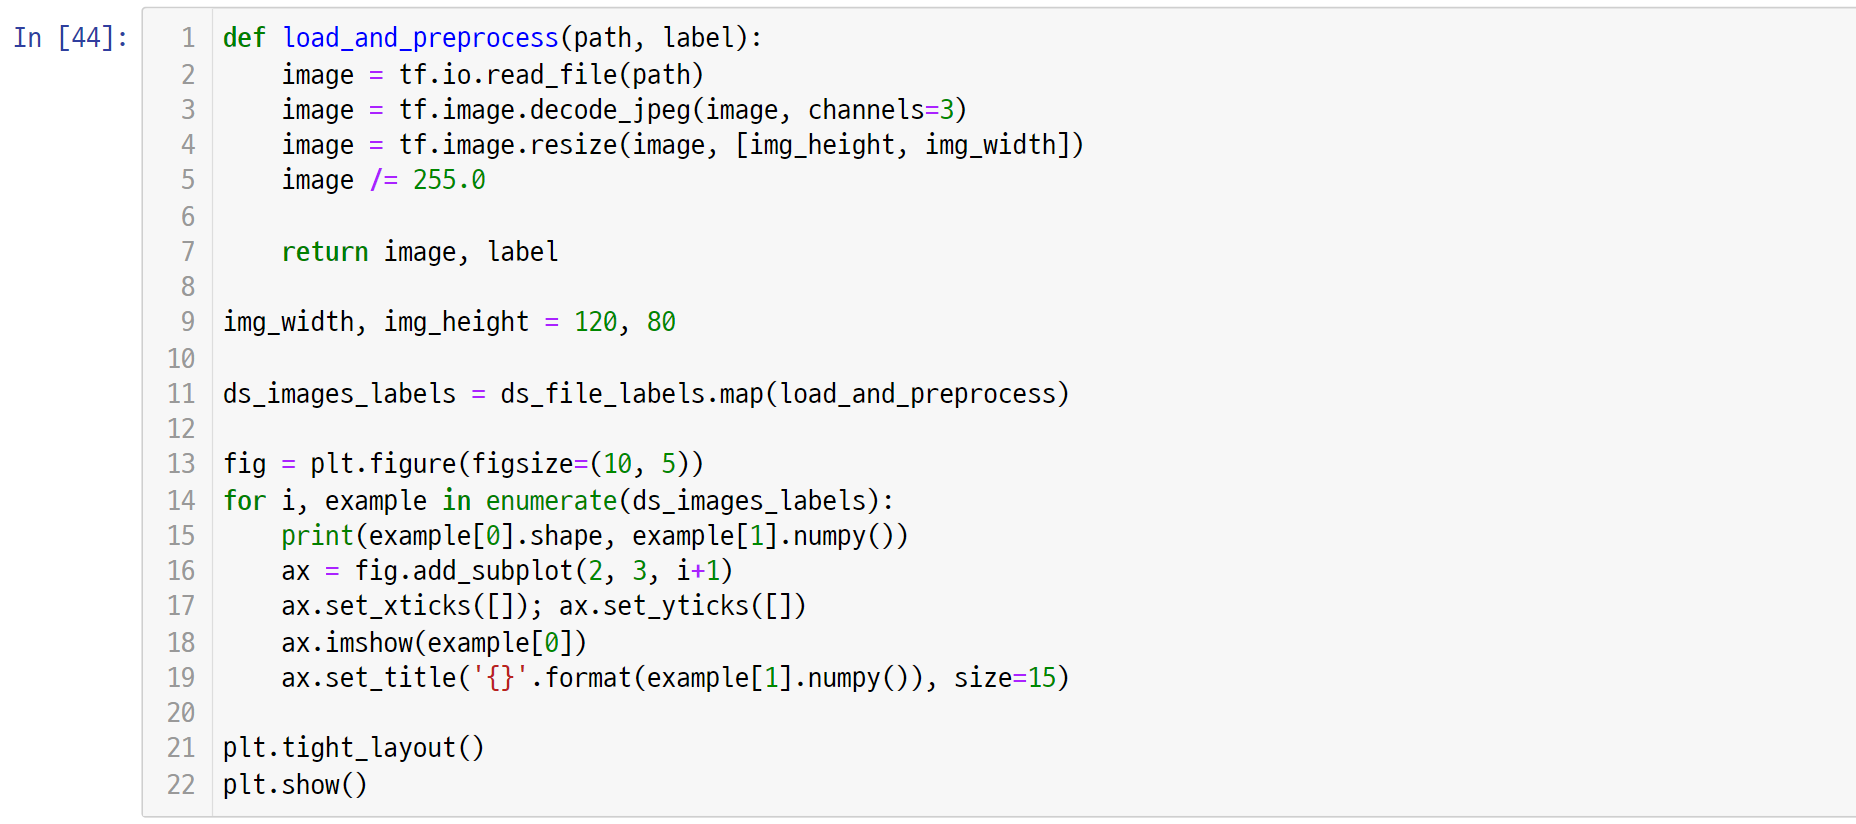 In [44]:
1 def load_and_preprocess(path, label):
2     image = tf.io.read_file(path)
3     image = tf.image.decode_jpeg(image, channels=3)
4     image = tf.image.resize(image, [img_height, img_width])
5     image /= 255.0
6
7     return image, label
8
9 img_width, img_height = 120, 80
10
11 ds_images_labels = ds_file_labels.map(load_and_preprocess)
12
13 fig = plt.figure(figsize=(10, 5))
14 for i, example in enumerate(ds_images_labels):
15     print(example[0].shape, example[1].numpy())
16     ax = fig.add_subplot(2, 3, i+1)
17     ax.set_xticks([]); ax.set_yticks([])
18     ax.imshow(example[0])
19     ax.set_title('{}'.format(example[1].numpy()), size=15)
20
21 plt.tight_layout()
22 plt.show()